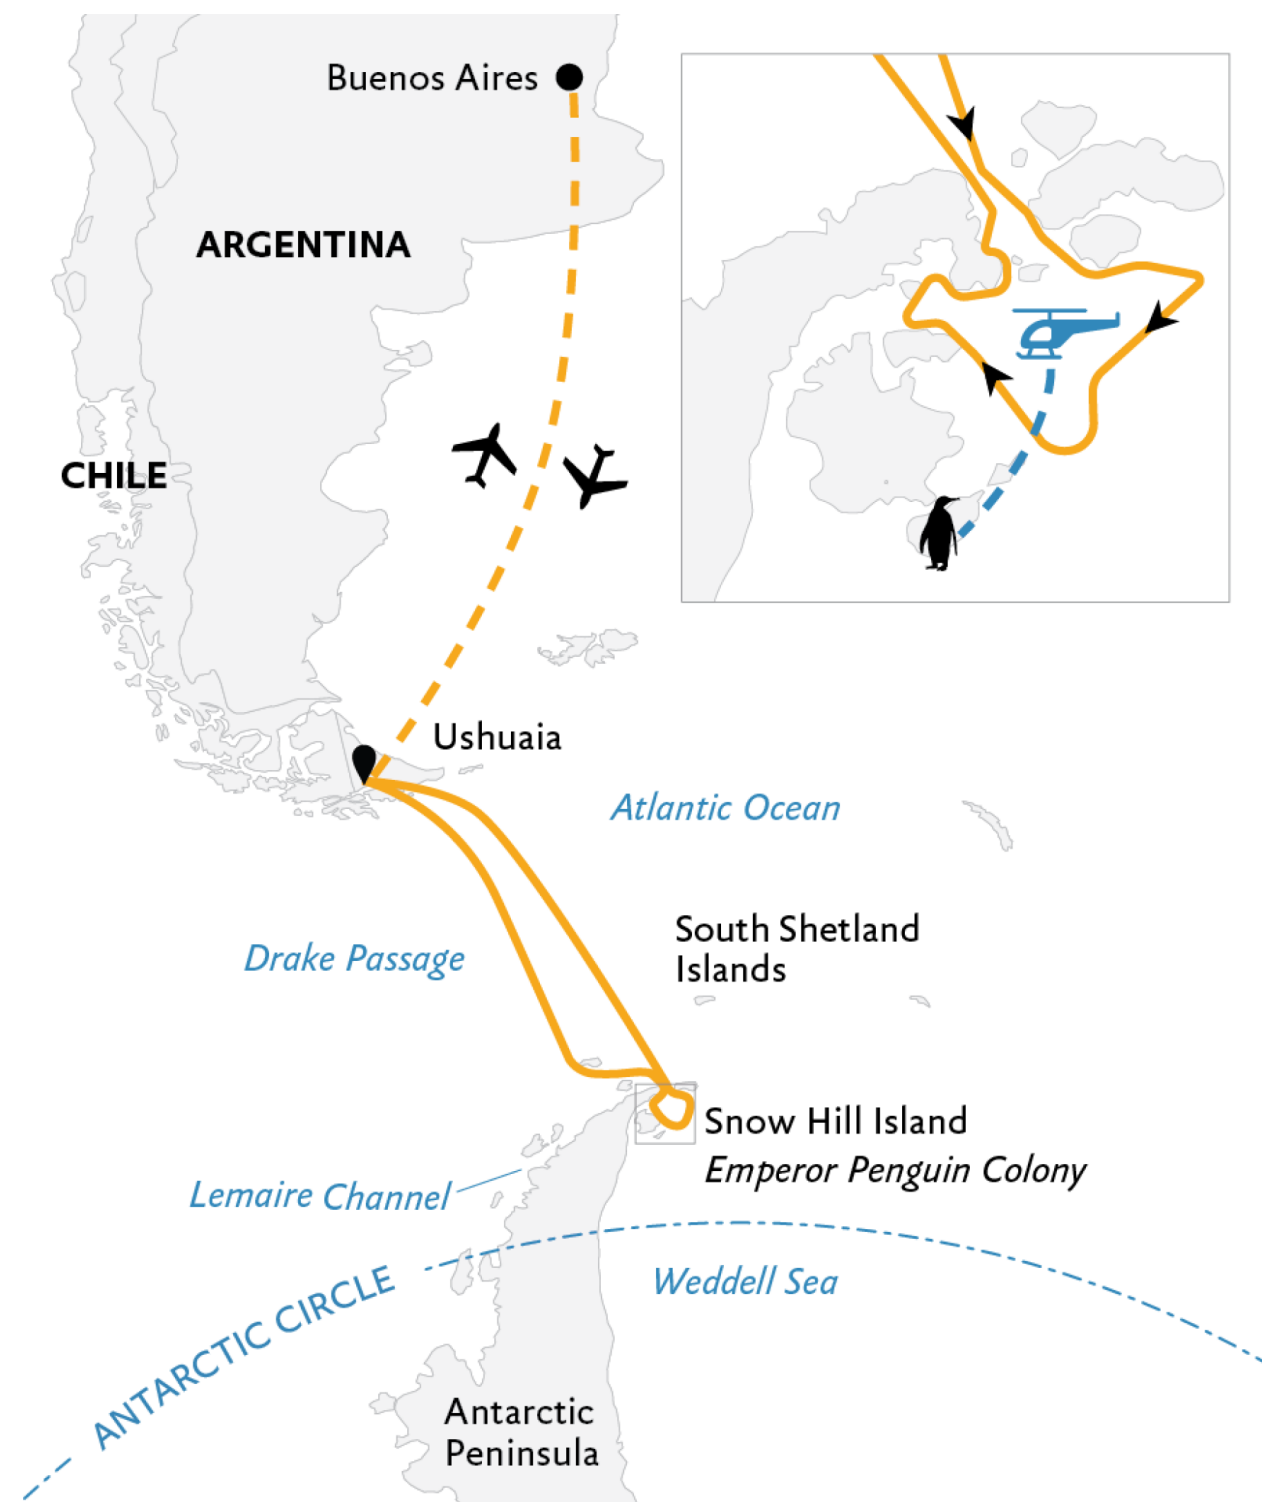 Buenos Aires
ARGENTINA
CHILE
Ushuaia
Atlantic Ocean
South Shetland
Islands
Drake Passage
Snow Hill Island
Emperor Penguin Colony
Lemaire Channel
Weddell Sea
ANTARCTIC CIRCLE
Antarctic
Peninsula